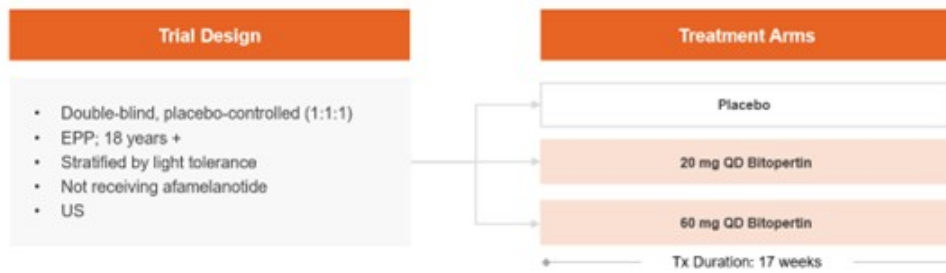 Trial Design
• Double-blind, placebo-controlled (1:1:1)
• EPP; 18 years +
• Stratified by light tolerance
• Not receiving afamelanotide
• US
Treatment Arms
Placebo
20 mg QD Bitopertin
60 mg QD Bitopertin
Tx Duration: 17 weeks